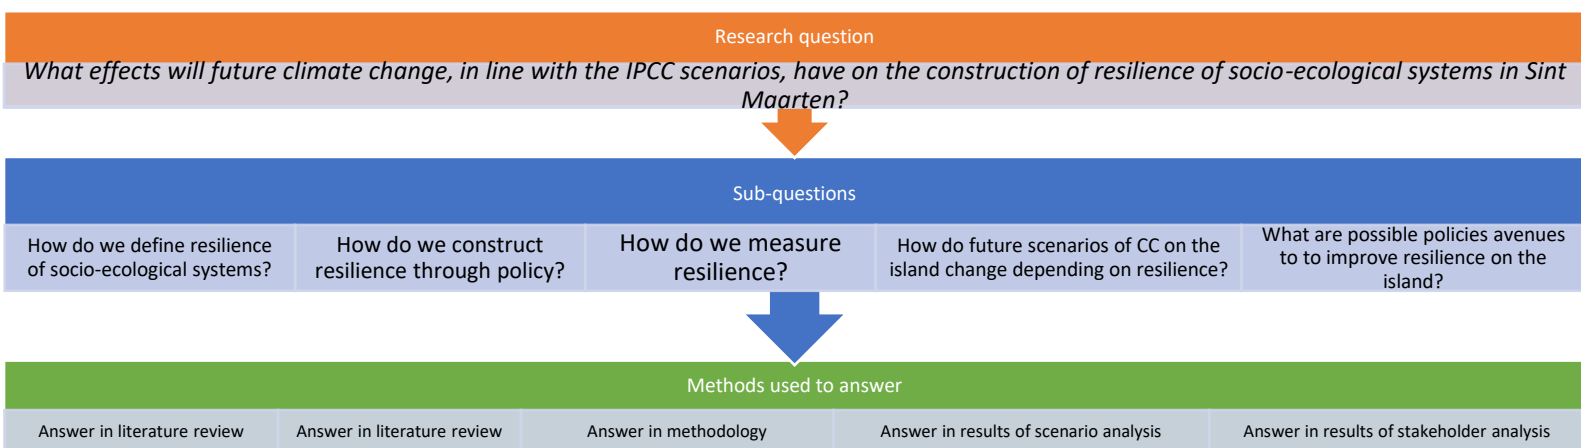 Research question
What effects will future climate change, in line with the IPCC scenarios, have on the construction of resilience of socio-ecological systems in Sint
Maarten?
Sub-questions
How do we define resilience
of socio-ecological systems?
How do we construct
resilience through policy?
How do we measure
resilience?
How do future scenarios of CC on the
island change depending on resilience?
What are possible policies avenues
to to improve resilience on the
island?
Methods used to answer
Answer in literature review
Answer in literature review
Answer in methodology
Answer in results of scenario analysis
Answer in results of stakeholder analysis